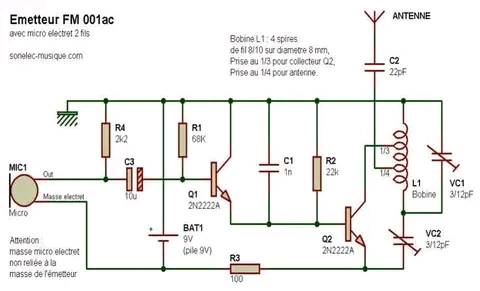 Emetteur FM 001ac
avec micro electret 2 fils
sonelec-musique.com
Bobine L1 : 4 spires
de fil 8/10 sur diametre 8 mm,
Prise au 1/3 pour collecteur Q2,
Prise au 1/4 pour antenne.
ANTENNE
C2
22pF
R4
2k2
R1
68K
C3
10u
MIC1
Out
Masse electret
Micro
Q1
2N2222A
C1
1n
R2
22k
1/3
1/4
L1
Bobine
VC1
3/12pF
VC2
3/12pF
+
BAT1
9V
(pile 9V)
Q2
2N2222A
R3
100
Attention
masse micro electret
non reliée à la
masse de l'émetteur